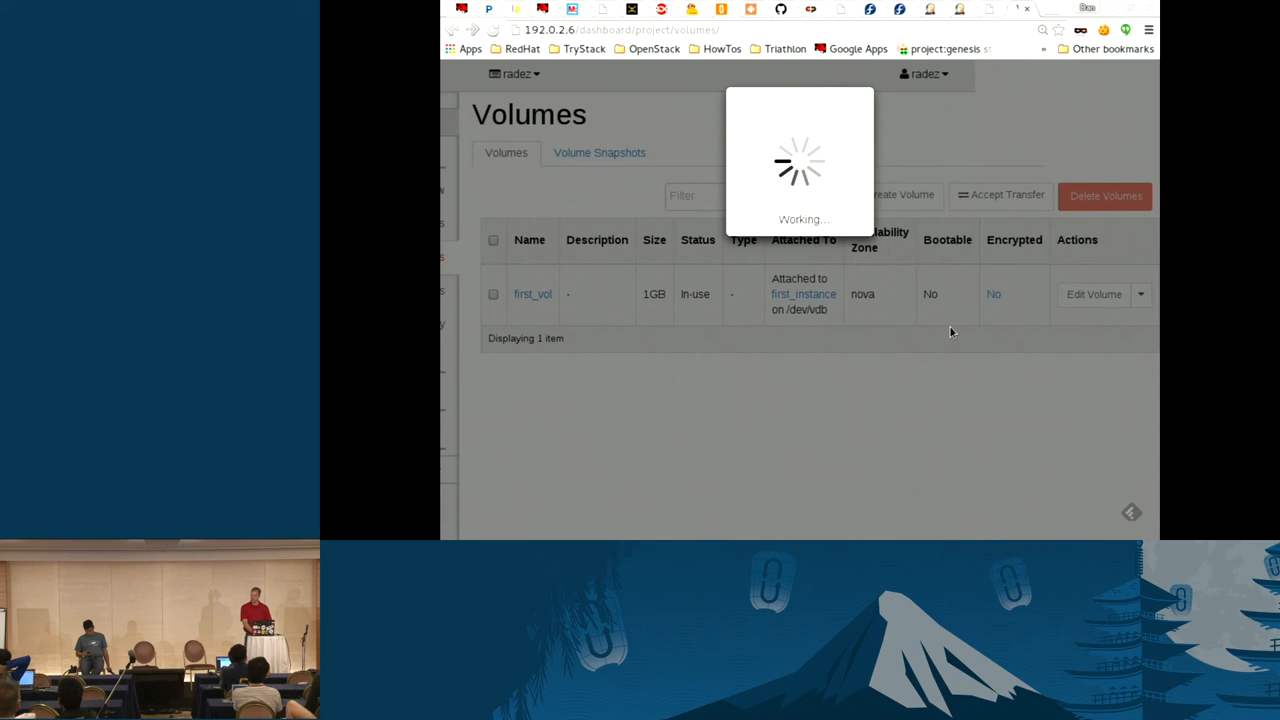 Ban
192.0.2.6/dashboard/project/volumes/
Apps RedHat TryStack OpenStack HowTos Triathlon Google Apps project:genesis st » Other bookmarks
radez radez
Volumes
Volumes Volume Snapshots
Filter reate Volume Accept Transfer Delete Volumes
Name Description Size Status Type Attached To lability Zone Bootable Encrypted Actions
first_vol - 1GB In-use - Attached to first_instance on /dev/vdb nova No No Edit Volume
Displaying 1 item
Working...